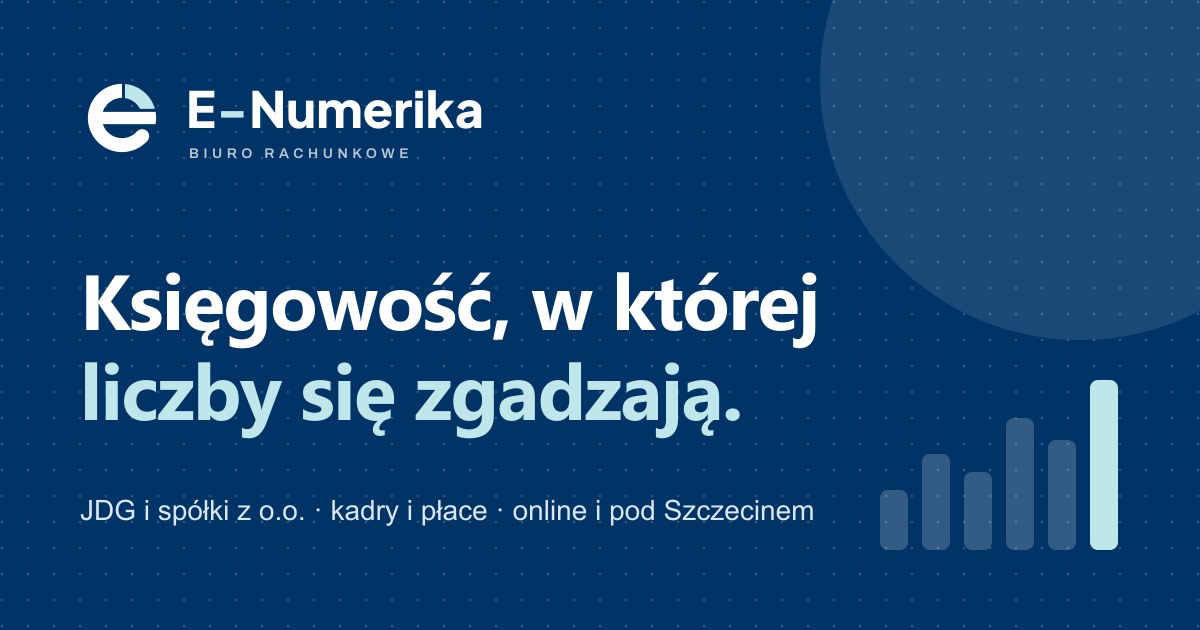 E-Numerika
BIURO RACHUNKOWE
Księgowość, w której
liczby się zgadzają.
JDG i spółki z o.o. · kadry i płace · online i pod Szczecinem